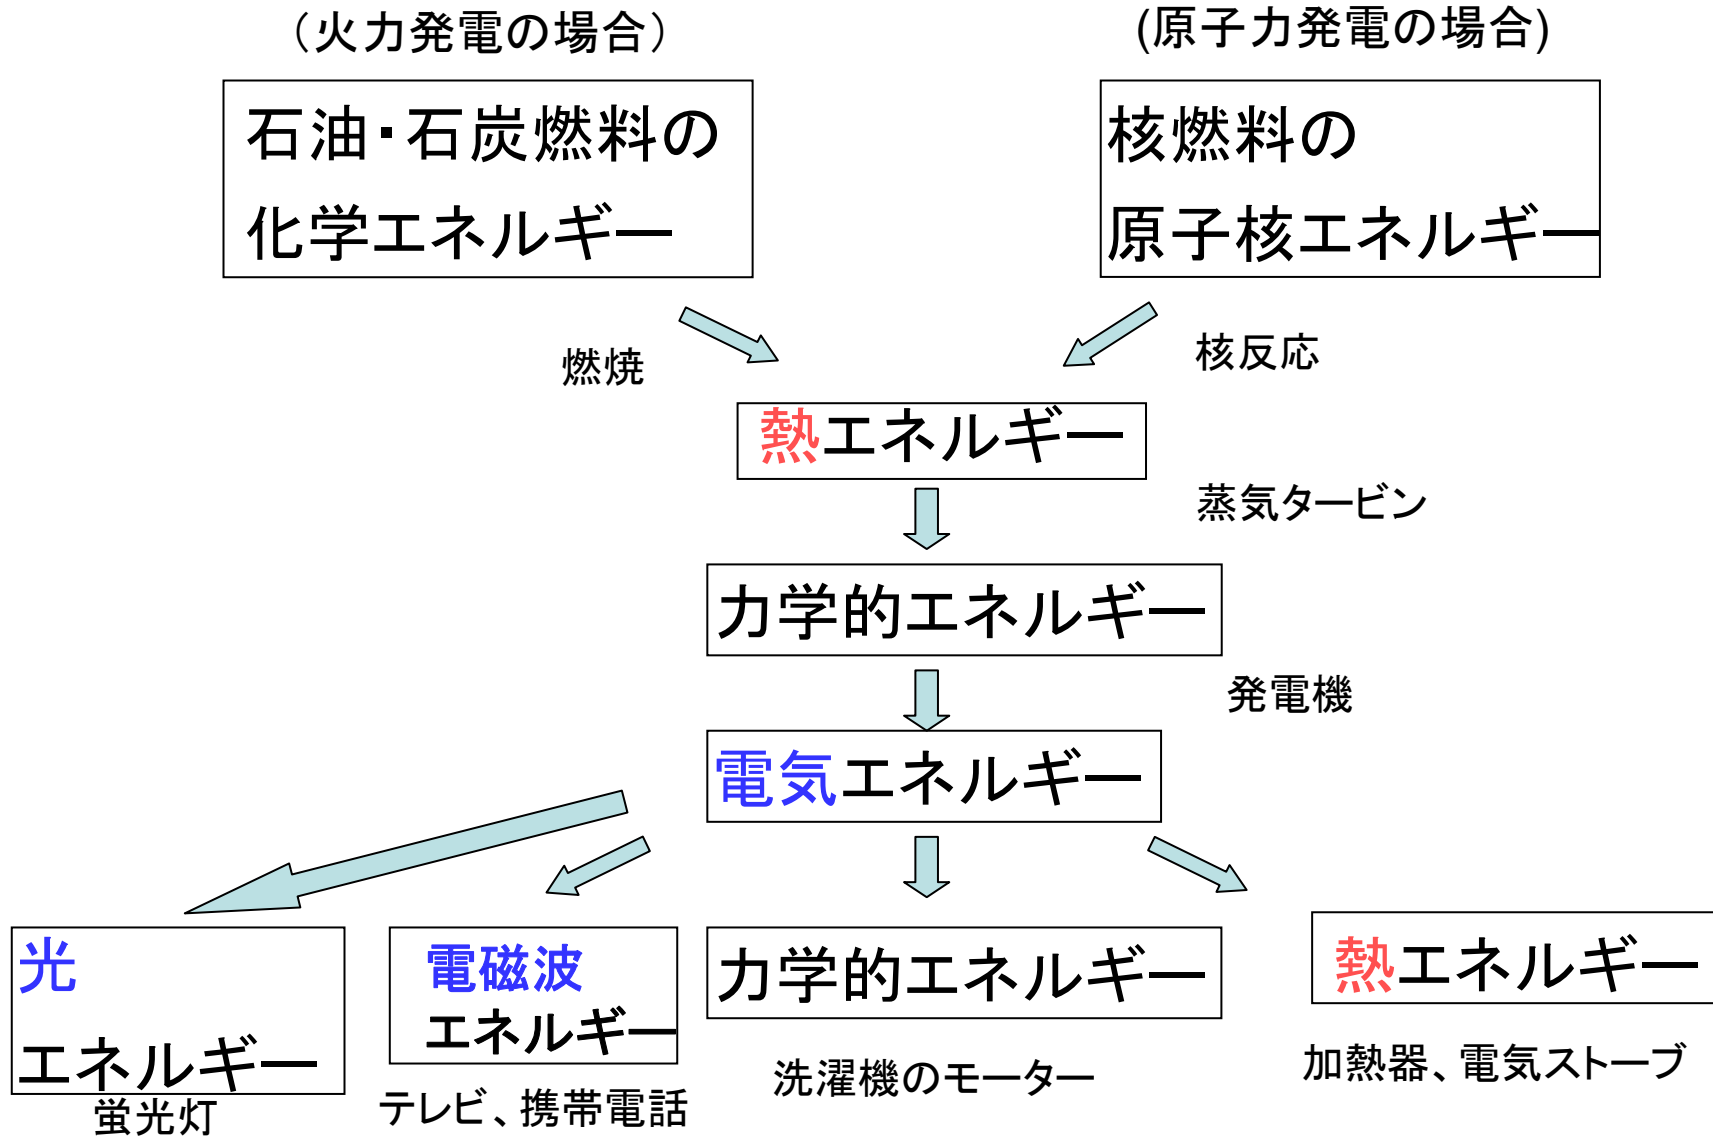 （火力発電の場合）
(原子力発電の場合)
石油・石炭燃料の
化学エネルギー
核燃料の
原子核エネルギー
燃焼
核反応
熱エネルギー
蒸気タービン
力学的エネルギー
発電機
電気エネルギー
光
エネルギー
蛍光灯
電磁波
エネルギー
テレビ、携帯電話
力学的エネルギー
洗濯機のモーター
熱エネルギー
加熱器、電気ストーブ